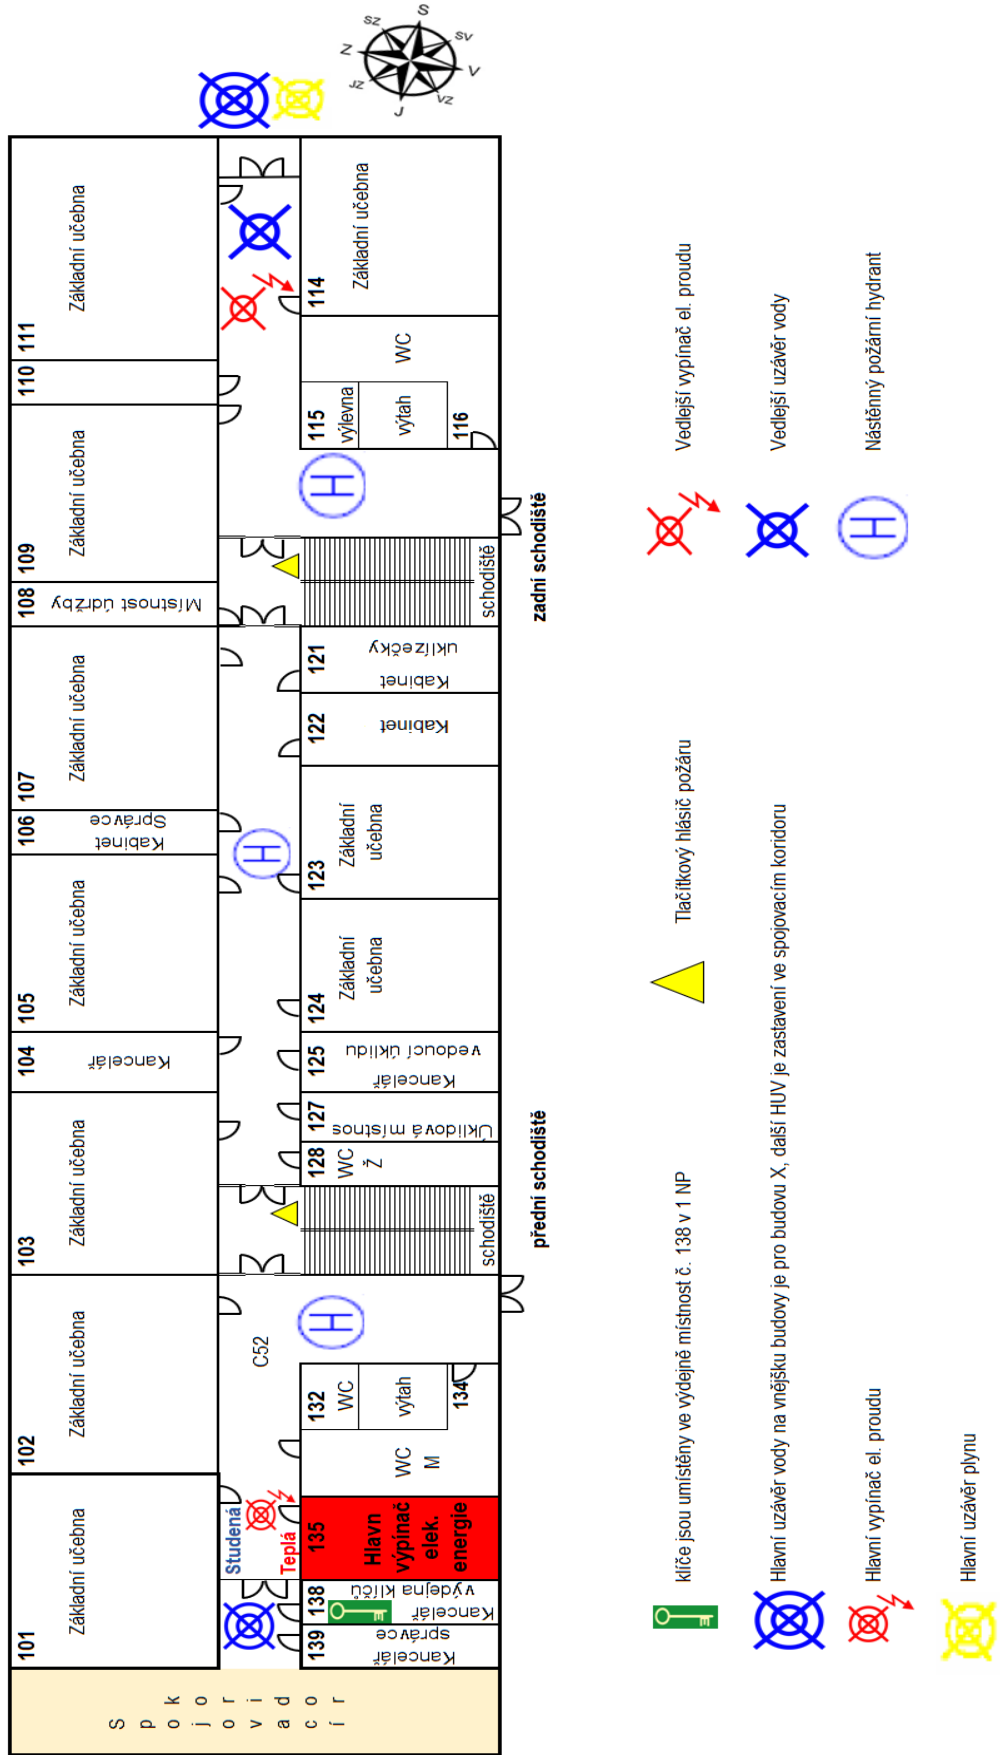 S
SV
V
VZ
J
JZ
Z
SZ
101
Základní učebna
102
Základní učebna
103
Základní učebna
104
Kancelář
105
Základní učebna
106
Kabinet
Správce
107
Základní učebna
108
Místnost údržby
109
Základní učebna
110
111
Základní učebna
Spojovací
koridor
Studená
Teplá
C52
139
Kancelář
správce
138
Kancelář
výdejna klíčů
135
Hlavn
výpínač
elek.
energie
WC
M
132
WC
výtah
134
schodiště
přední schodiště
128
WC
Ž
127
Úklidová místnos
125
Kancelář
vedoucí úklidu
124
Základní
učebna
123
Základní
učebna
122
Kabinet
121
Kabinet
uklízečky
schodiště
zadní schodiště
115
výlevna
výtah
116
WC
114
Základní učebna
H
H
H
klíče jsou umístěny ve výdejně místnost č. 138 v 1 NP
Tlačítkový hlásič požáru
Vedlejší vypínač el. proudu
Hlavní uzávěr vody na vnějšku budovy je pro budovu X, další HUV je zastavení ve spojovacím koridoru
Vedlejší uzávěr vody
Hlavní vypínač el. proudu
H
Nástěnný požární hydrant
Hlavní uzávěr plynu